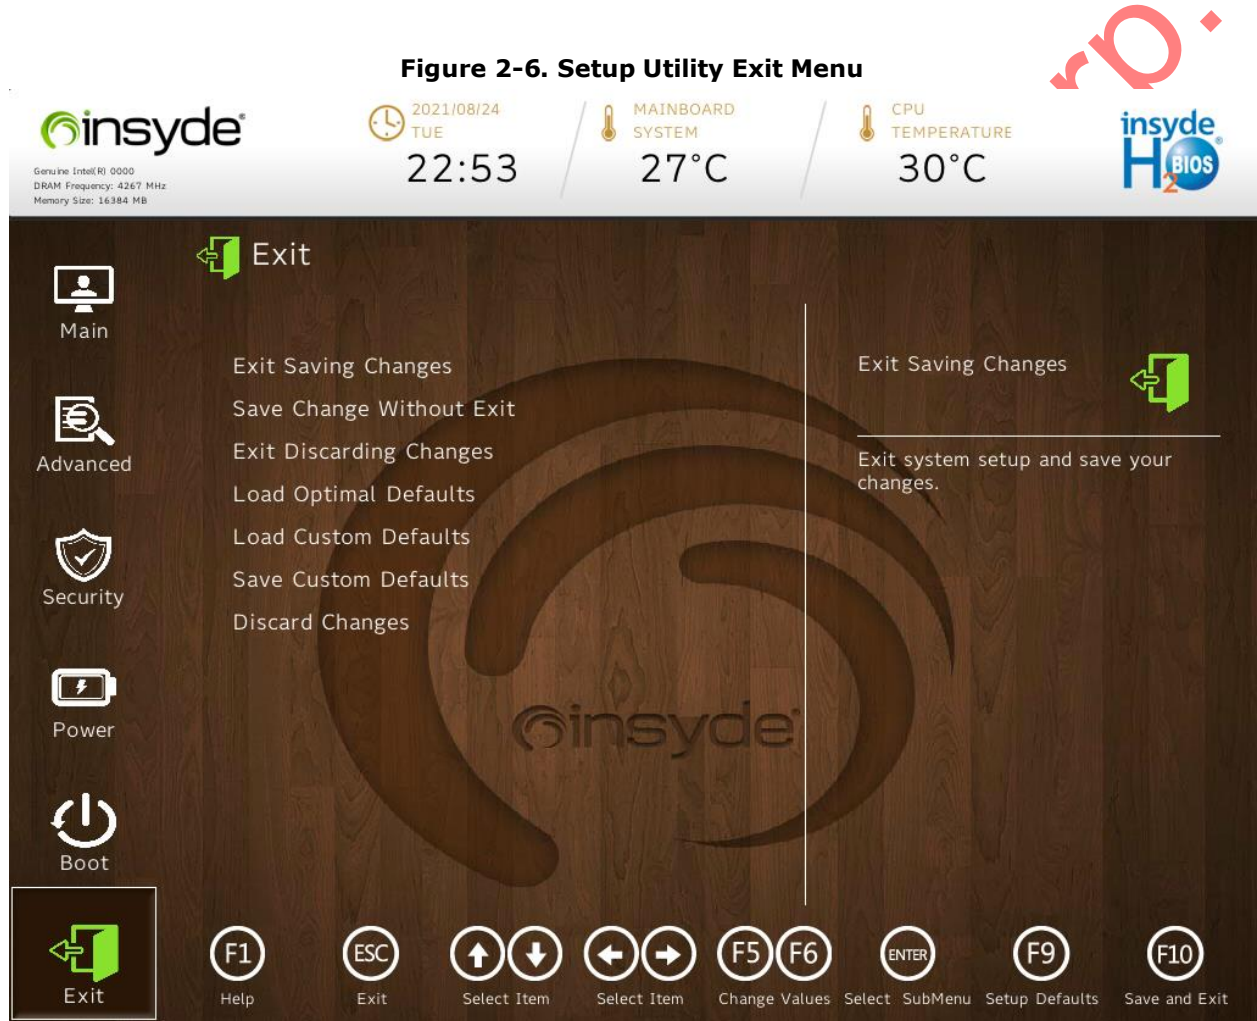 rp.
Figure 2-6. Setup Utility Exit Menu
insyde
Genuine Intel(R) 0000
DRAM Frequency: 4267 MHz
Memory Size: 16384 MB
2021/08/24
TUE
22:53
MAINBOARD
SYSTEM
27°C
CPU
TEMPERATURE
30°C
insyde
H2BIOS
Exit
Main
Advanced
Security
Power
Boot
Exit
Exit Saving Changes
Save Change Without Exit
Exit Discarding Changes
Load Optimal Defaults
Load Custom Defaults
Save Custom Defaults
Discard Changes
insyde
Exit Saving Changes
Exit system setup and save your
changes.
F1
Help
ESC
Exit
Select Item
Select Item
F5 F6
Change Values
ENTER
Select SubMenu
F9
Setup Defaults
F10
Save and Exit